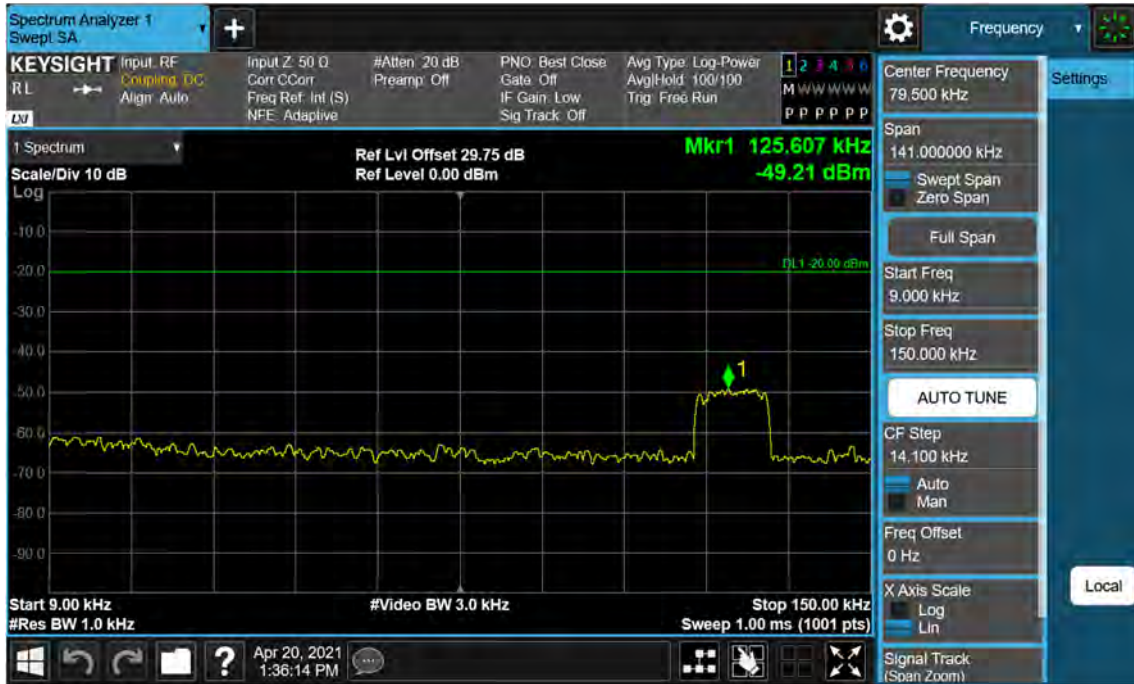 Spectrum Analyzer 1
Swept SA
Frequency
KEYSIGHT
RL
LXI
Input: RF
Coupling: DC
Align: Auto
Input Z: 50 Ω
Corr CCorr
Freq Ref: Int (S)
NFE: Adaptive
#Atten: 20 dB
Preamp: Off
PNO: Best Close
Gate: Off
IF Gain: Low
Sig Track: Off
Avg Type: Log-Power
Avg|Hold: 100/100
Trig: Free Run
1 2 3 4 5 6
M W W W W W
P P P P P P
1 Spectrum
Scale/Div 10 dB
Ref Lvl Offset 29.75 dB
Ref Level 0.00 dBm
Mkr1 125.607 kHz
-49.21 dBm
Log
-10.0
-20.0
-30.0
-40.0
-50.0
-60.0
-70.0
-80.0
-90.0
DL1 -20.00 dBm
1
Start 9.00 kHz
#Video BW 3.0 kHz
Stop 150.00 kHz
#Res BW 1.0 kHz
Sweep 1.00 ms (1001 pts)
Apr 20, 2021
1:36:14 PM
Center Frequency
79.500 kHz
Settings
Span
141.000000 kHz
Swept Span
Zero Span
Full Span
Start Freq
9.000 kHz
Stop Freq
150.000 kHz
AUTO TUNE
CF Step
14.100 kHz
Auto
Man
Freq Offset
0 Hz
X Axis Scale
Log
Lin
Local
Signal Track
(Span Zoom)